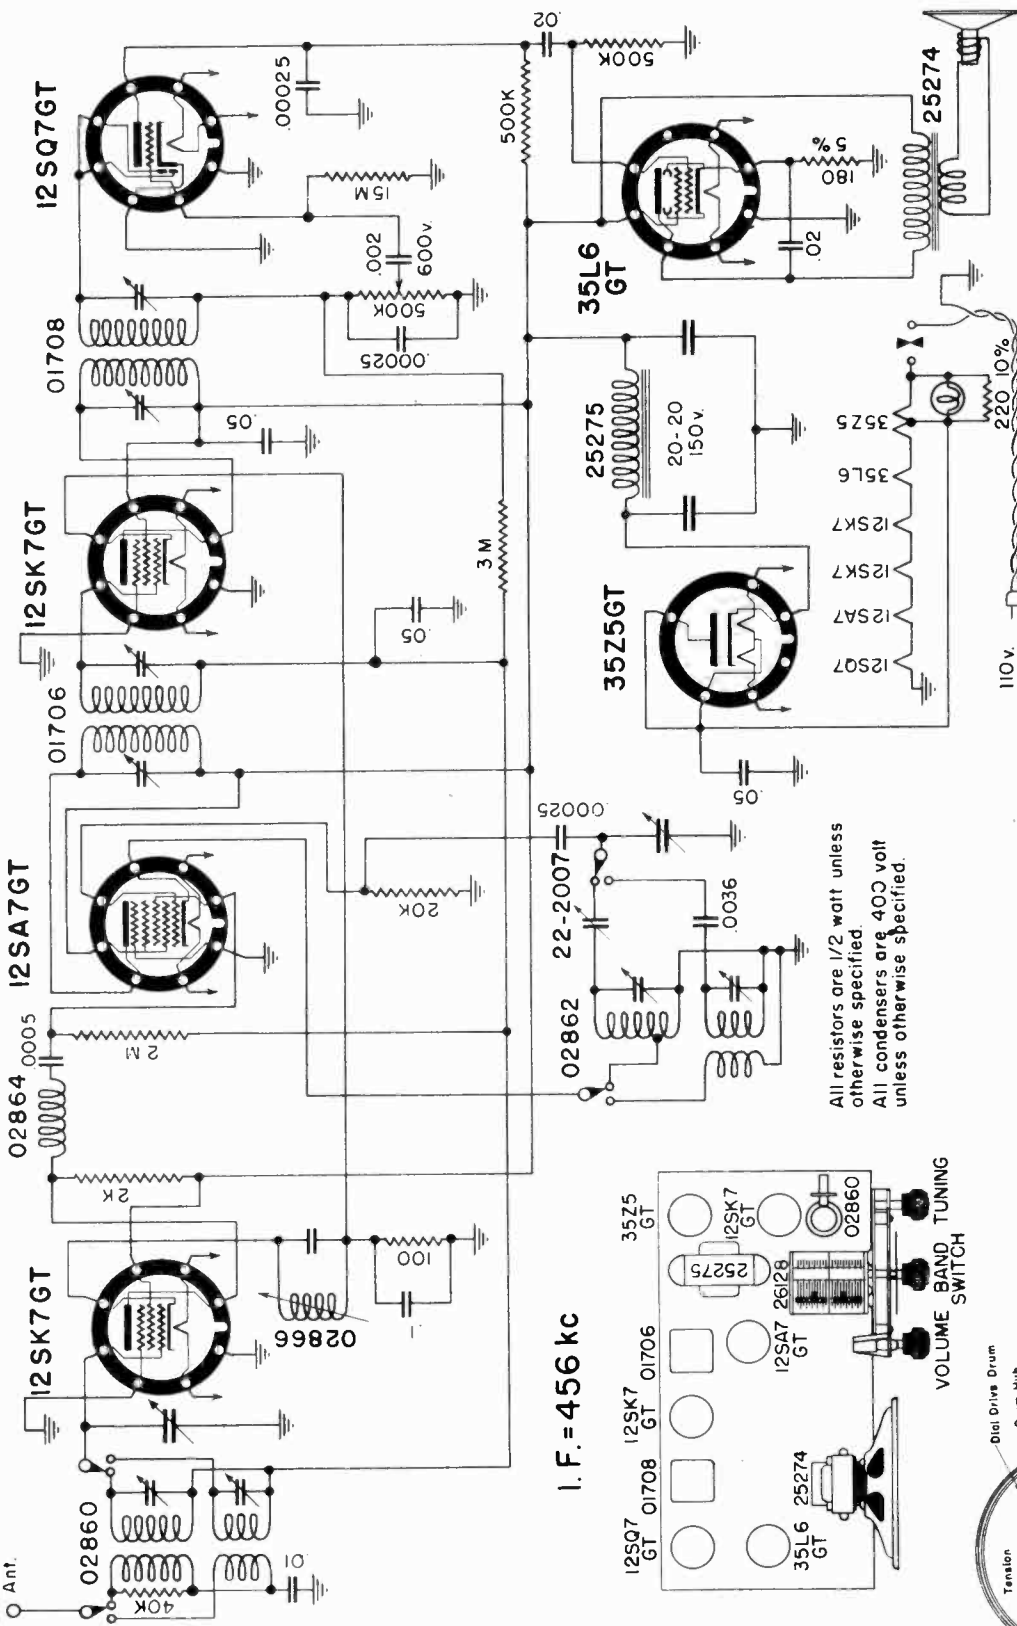 Ant.
02860
40K
.01
12SK7GT
2K
02866
100
.1
02864
.0005
2M
12SA7GT
20K
01706
.05
12SK7GT
3M
01708
.05
12SQ7GT
.00025
15M
.002
600v.
500K
.00025
500K
.02
500K
35L6
GT
180
5%
.02
25274
25275
20-20
150v.
35Z5GT
.05
12SQ7
12SA7
12SK7
12SK7
35L6
35Z5
220 10%
110v.
.00025
22-2007
.0036
02862
All resistors are 1/2 watt unless
otherwise specified.
All condensers are 400 volt
unless otherwise specified.
I.F.=456 kc
12SQ7
GT
01708
12SK7
GT
01706
35Z5
GT
25275
12SK7
GT
35L6
GT
25274
12SA7
GT
26128
02860
VOLUME
BAND
SWITCH
TUNING
Dial Drive Drum
Tension